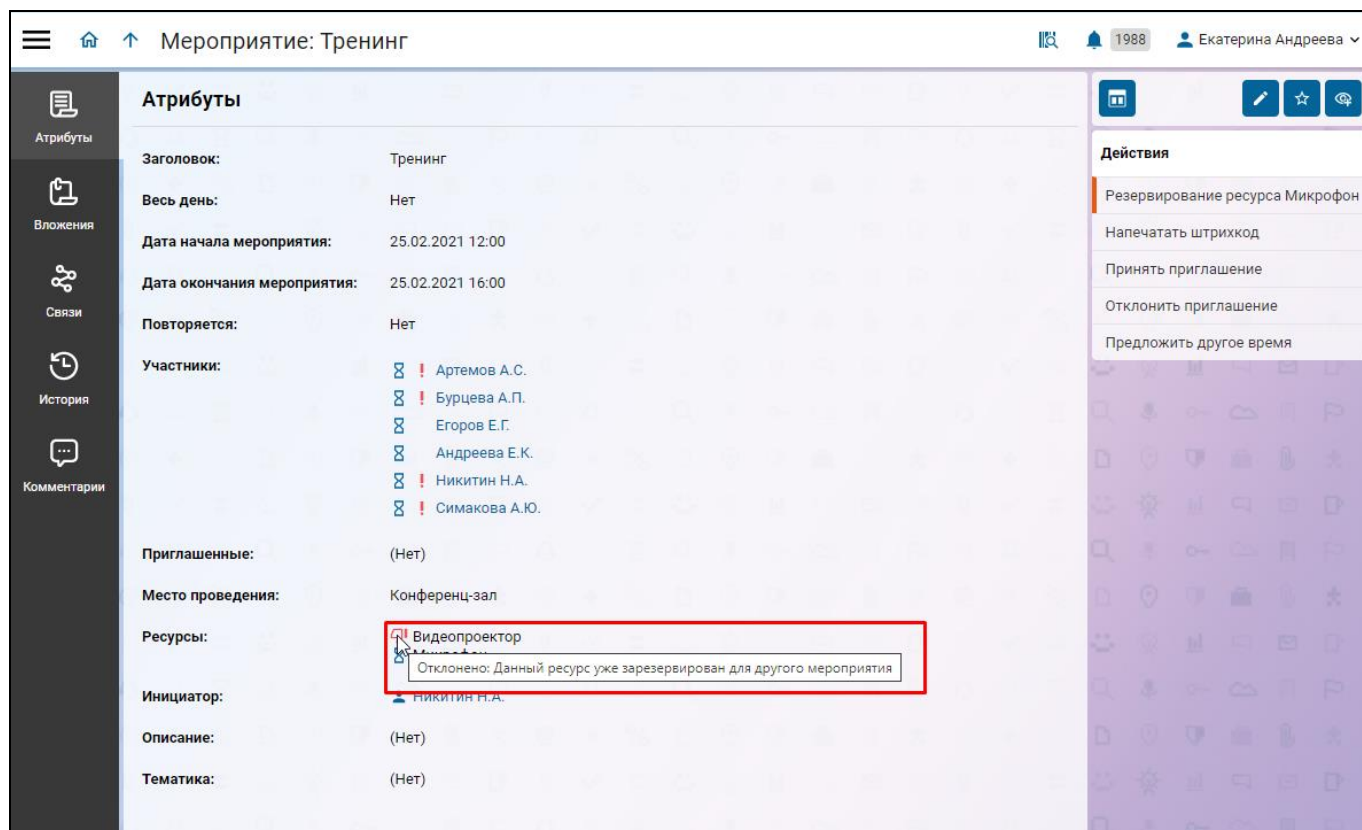 Мероприятие: Тренинг
1988
Екатерина Андреева
Атрибуты
Вложения
Связи
История
Комментарии
Атрибуты
Заголовок: Тренинг
Весь день: Нет
Дата начала мероприятия: 25.02.2021 12:00
Дата окончания мероприятия: 25.02.2021 16:00
Повторяется: Нет
Участники: ! Артемов А.С.
! Бурцева А.П.
Егоров Е.Г.
Андреева Е.К.
! Никитин Н.А.
! Симакова А.Ю.
Приглашенные: (Нет)
Место проведения: Конференц-зал
Ресурсы: Видеопроектор
Отклонено: Данный ресурс уже зарезервирован для другого мероприятия
Инициатор: Никитин Н.А.
Описание: (Нет)
Тематика: (Нет)
Действия
Резервирование ресурса Микрофон
Напечатать штрихкод
Принять приглашение
Отклонить приглашение
Предложить другое время